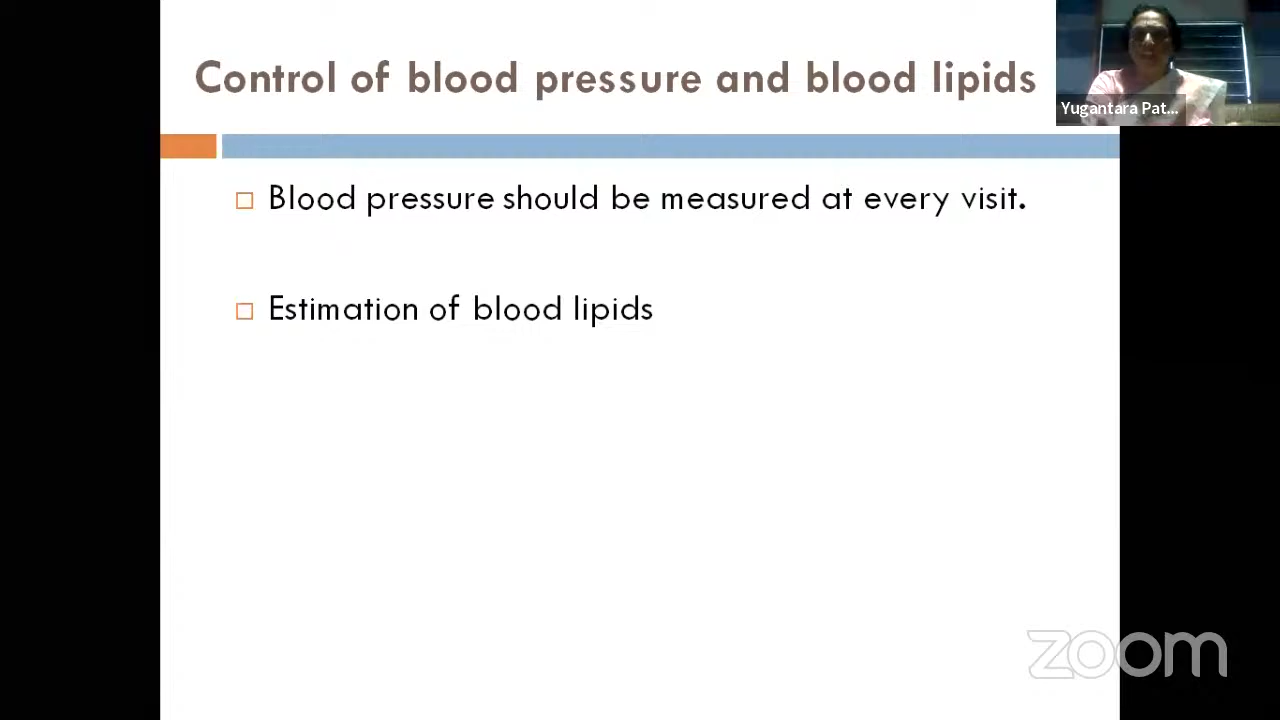 Control of blood pressure and blood lipids
Yugantara Pat...
Blood pressure should be measured at every visit.
Estimation of blood lipids
zoom